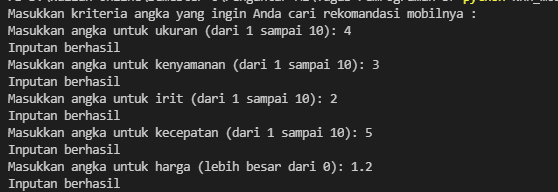 Masukkan kriteria angka yang ingin Anda cari rekomandasi mobilnya :
Masukkan angka untuk ukuran (dari 1 sampai 10): 4
Inputan berhasil
Masukkan angka untuk kenyamanan (dari 1 sampai 10): 3
Inputan berhasil
Masukkan angka untuk irit (dari 1 sampai 10): 2
Inputan berhasil
Masukkan angka untuk kecepatan (dari 1 sampai 10): 5
Inputan berhasil
Masukkan angka untuk harga (lebih besar dari 0): 1.2
Inputan berhasil